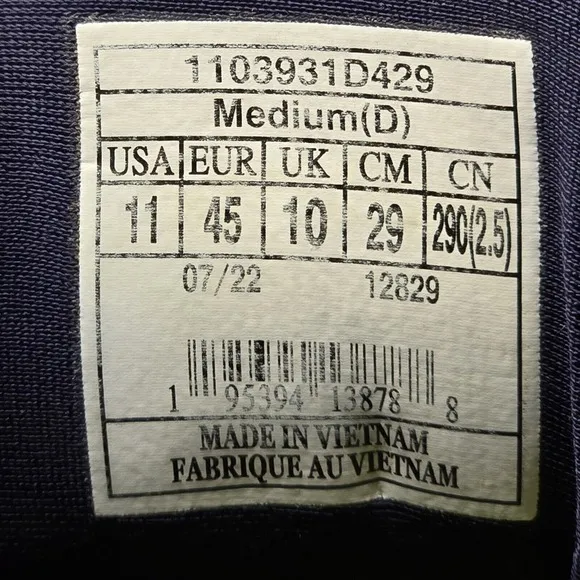 1103931D429
Medium(D)
USA EUR UK CM CN
11 45 10 29 290(2.5)
07/22 12829
1 95394 13878 8
MADE IN VIETNAM
FABRIQUE AU VIETNAM